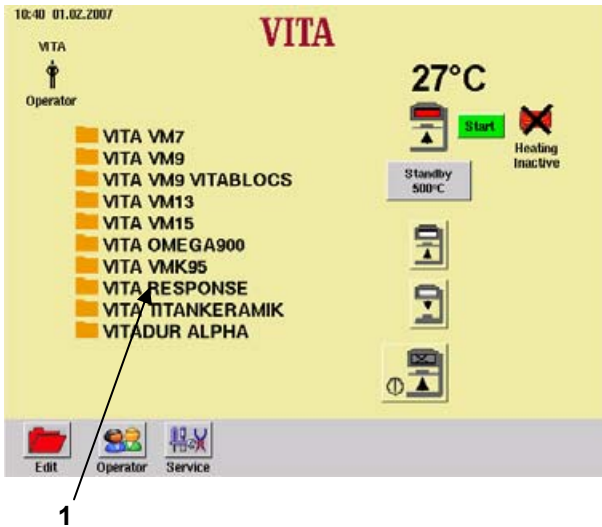 10:40 01.02.2007
VITA
VITA
Operator
27°C
Start
Heating
Inactive
Standby
500°C
VITA VM7
VITA VM9
VITA VM9 VITABLOCS
VITA VM13
VITA VM15
VITA OMEGA900
VITA VMK95
VITA RESPONSE
VITA TITANKERAMIK
VITADUR ALPHA
Edit
Operator
Service
1